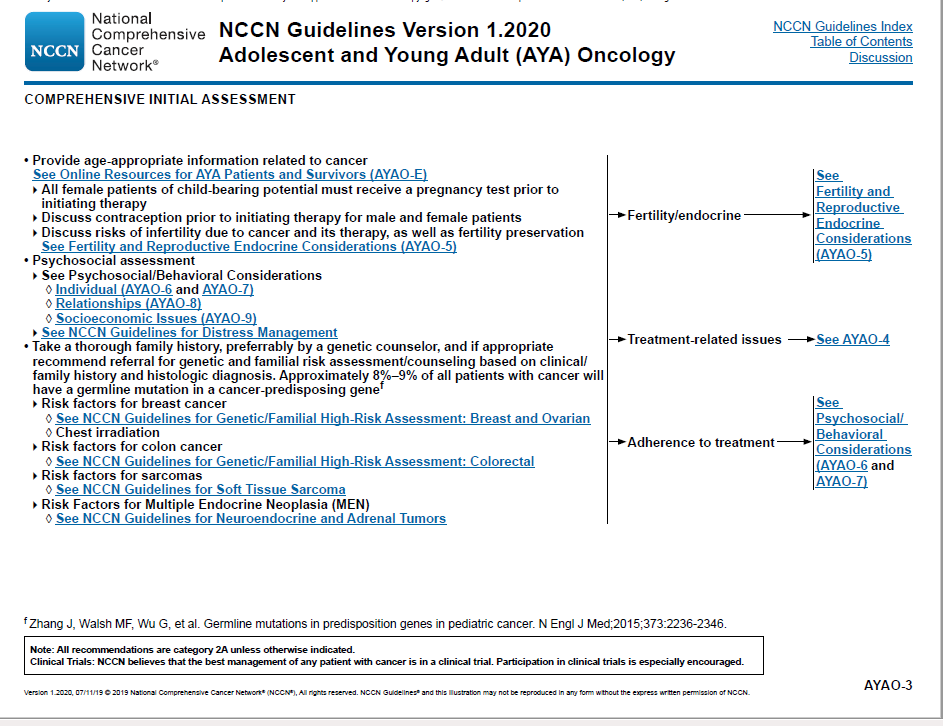 NCCN
National
Comprehensive
Cancer
Network®
NCCN Guidelines Version 1.2020
Adolescent and Young Adult (AYA) Oncology
NCCN Guidelines Index
Table of Contents
Discussion
COMPREHENSIVE INITIAL ASSESSMENT
• Provide age-appropriate information related to cancer
See Online Resources for AYA Patients and Survivors (AYAO-E)
All female patients of child-bearing potential must receive a pregnancy test prior to
initiating therapy
Discuss contraception prior to initiating therapy for male and female patients
Discuss risks of infertility due to cancer and its therapy, as well as fertility preservation
See Fertility and Reproductive Endocrine Considerations (AYAO-5)
• Psychosocial assessment
See Psychosocial/Behavioral Considerations
◊ Individual (AYAO-6 and AYAO-7)
◊ Relationships (AYAO-8)
◊ Socioeconomic Issues (AYAO-9)
See NCCN Guidelines for Distress Management
• Take a thorough family history, preferably by a genetic counselor, and if appropriate
recommend referral for genetic and familial risk assessment/counseling based on clinical/
family history and histologic diagnosis. Approximately 8%–9% of all patients with cancer will
have a germline mutation in a cancer-predisposing gene f
Risk factors for breast cancer
◊ See NCCN Guidelines for Genetic/Familial High-Risk Assessment: Breast and Ovarian
◊ Chest irradiation
Risk factors for colon cancer
◊ See NCCN Guidelines for Genetic/Familial High-Risk Assessment: Colorectal
Risk factors for sarcomas
◊ See NCCN Guidelines for Soft Tissue Sarcoma
Risk Factors for Multiple Endocrine Neoplasia (MEN)
◊ See NCCN Guidelines for Neuroendocrine and Adrenal Tumors
Fertility/endocrine
See
Fertility and
Reproductive
Endocrine
Considerations
(AYAO-5)
Treatment-related issues
See AYAO-4
Adherence to treatment
See
Psychosocial/
Behavioral
Considerations
(AYAO-6 and
AYAO-7)
f Zhang J, Walsh MF, Wu G, et al. Germline mutations in predisposition genes in pediatric cancer. N Engl J Med;2015;373:2236-2346.
Note: All recommendations are category 2A unless otherwise indicated.
Clinical Trials: NCCN believes that the best management of any patient with cancer is in a clinical trial. Participation in clinical trials is especially encouraged.
Version 1.2020, 07/11/19 © 2019 National Comprehensive Cancer Network® (NCCN®), All rights reserved. NCCN Guidelines® and this illustration may not be reproduced in any form without the express written permission of NCCN.
AYAO-3